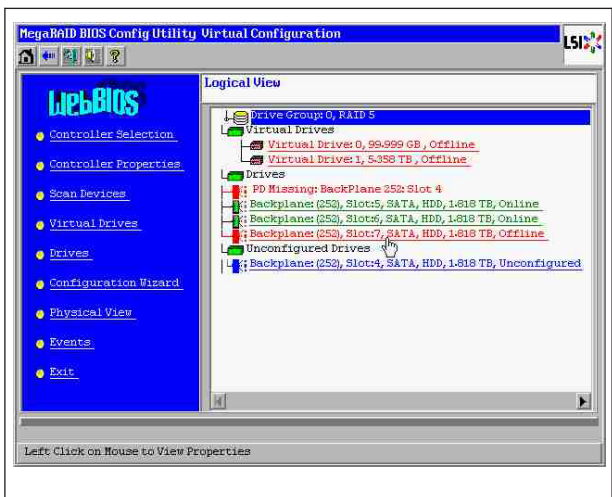 MegaRAID BIOS Config Utility Virtual Configuration
LSI
WebBIOS
Controller Selection
Controller Properties
Scan Devices
Virtual Drives
Drives
Configuration Wizard
Physical View
Events
Exit
Logical View
Drive Group: 0, RAID 5
Virtual Drives
Virtual Drive: 0, 99.999 GB , Offline
Virtual Drive: 1, 5.358 TB , Offline
Drives
PD Missing: BackPlane 252: Slot 4
Backplane: (252), Slot:5, SATA, HDD, 1.818 TB, Online
Backplane: (252), Slot:6, SATA, HDD, 1.818 TB, Online
Backplane: (252), Slot:7, SATA, HDD, 1.818 TB, Offline
Unconfigured Drives
Backplane: (252), Slot:4, SATA, HDD, 1.818 TB, Unconfigured
Left Click on Mouse to View Properties